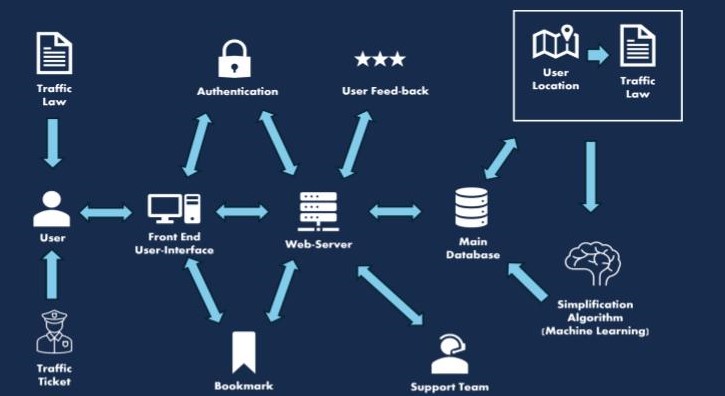 Traffic
Law
Authentication
User Feed-back
User
Location
Traffic
Law
User
Front End
User-Interface
Web-Server
Main
Database
Simplification
Algorithm
(Machine Learning)
Traffic
Ticket
Bookmark
Support Team